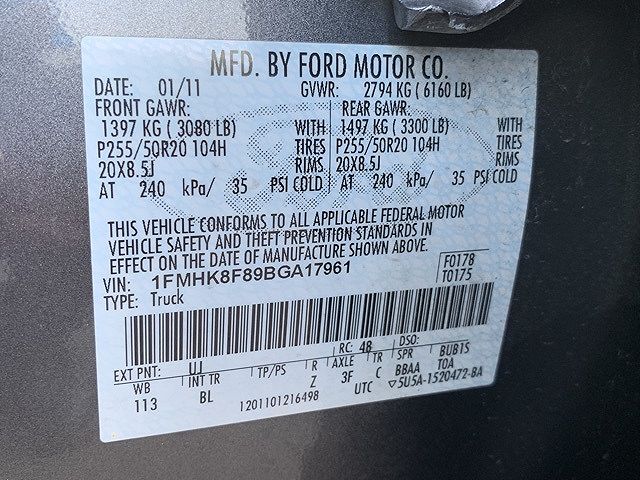 MFD. BY FORD MOTOR CO.
DATE: 01/11 GVWR: 2794 KG (6160 LB)
FRONT GAWR: REAR GAWR:
1397 KG (3080 LB) WITH 1497 KG (3300 LB) WITH
P255/50R20 104H TIRES P255/50R20 104H TIRES
20X8.5J RIMS 20X8.5J RIMS
AT 240 kPa/ 35 PSI COLD AT 240 kPa/ 35 PSI COLD
THIS VEHICLE CONFORMS TO ALL APPLICABLE FEDERAL MOTOR
VEHICLE SAFETY AND THEFT PREVENTION STANDARDS IN
EFFECT ON THE DATE OF MANUFACTURE SHOWN ABOVE.
VIN: 1FMHK8F89BGA17961 F0178
TYPE: Truck T0175
EXT PNT: UJ RC: 48 DSO:
WB INT TR TP/PS R AXLE TR SPR BUB1S
113 BL Z 3F C BBAA TOA
1201101216498 UTC ▽5U5A-1520472-BA